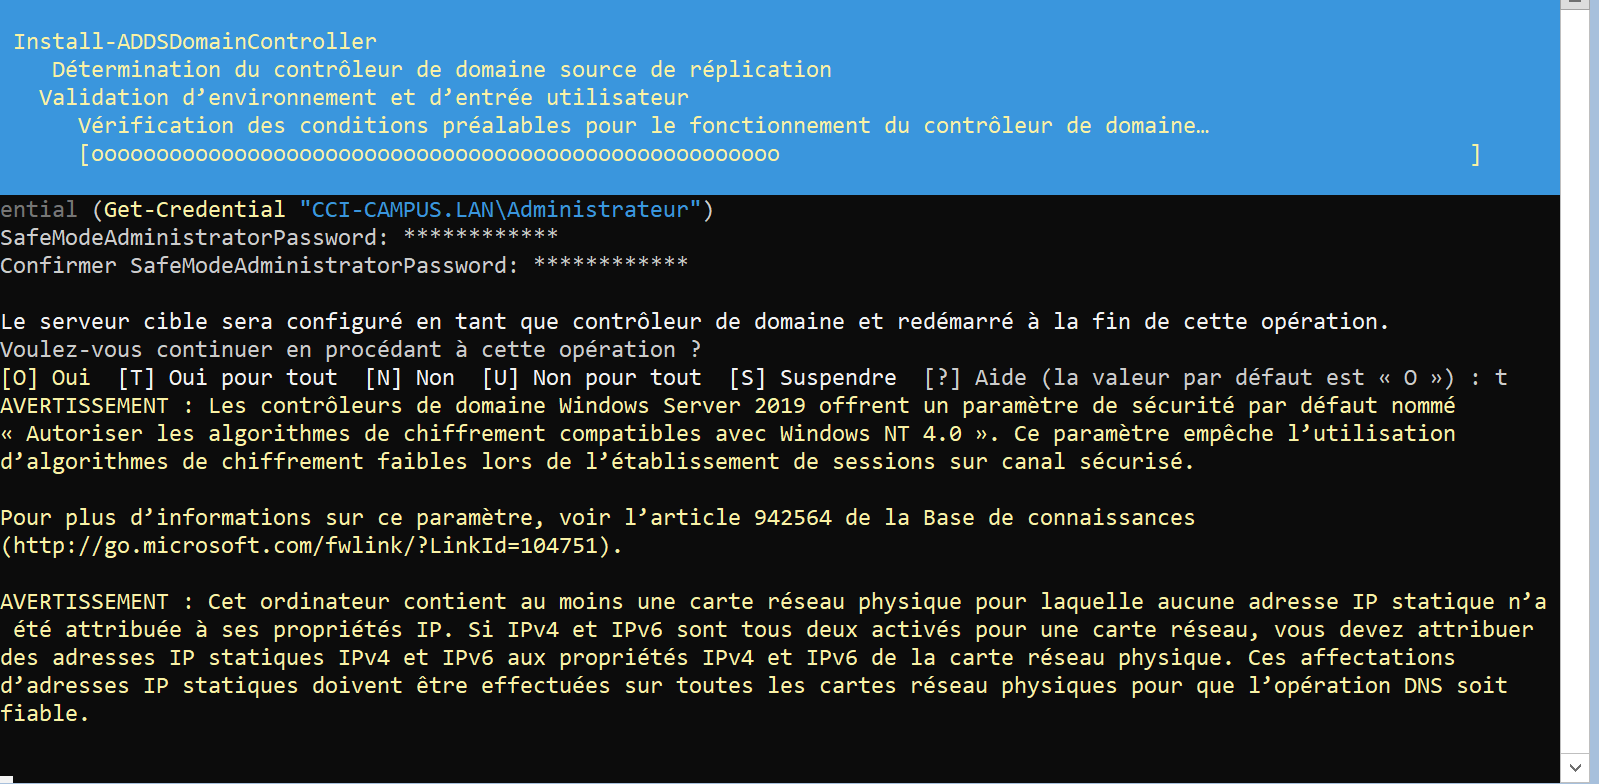 Install-ADDSDomainController
Détermination du contrôleur de domaine source de réplication
Validation d’environnement et d’entrée utilisateur
Vérification des conditions préalables pour le fonctionnement du contrôleur de domaine…
[ooooooooooooooooooooooooooooooooooooooooooooooooooooo ]
ential (Get-Credential "CCI-CAMPUS.LAN\Administrateur")
SafeModeAdministratorPassword: ************
Confirmer SafeModeAdministratorPassword: ************
Le serveur cible sera configuré en tant que contrôleur de domaine et redémarré à la fin de cette opération.
Voulez-vous continuer en procédant à cette opération ?
[O] Oui  [T] Oui pour tout  [N] Non  [U] Non pour tout  [S] Suspendre  [?] Aide (la valeur par défaut est « O ») : t
AVERTISSEMENT : Les contrôleurs de domaine Windows Server 2019 offrent un paramètre de sécurité par défaut nommé
« Autoriser les algorithmes de chiffrement compatibles avec Windows NT 4.0 ». Ce paramètre empêche l’utilisation
d’algorithmes de chiffrement faibles lors de l’établissement de sessions sur canal sécurisé.
Pour plus d’informations sur ce paramètre, voir l’article 942564 de la Base de connaissances
(http://go.microsoft.com/fwlink/?LinkId=104751).
AVERTISSEMENT : Cet ordinateur contient au moins une carte réseau physique pour laquelle aucune adresse IP statique n’a
été attribuée à ses propriétés IP. Si IPv4 et IPv6 sont tous deux activés pour une carte réseau, vous devez attribuer
des adresses IP statiques IPv4 et IPv6 aux propriétés IPv4 et IPv6 de la carte réseau physique. Ces affectations
d’adresses IP statiques doivent être effectuées sur toutes les cartes réseau physiques pour que l’opération DNS soit
fiable.